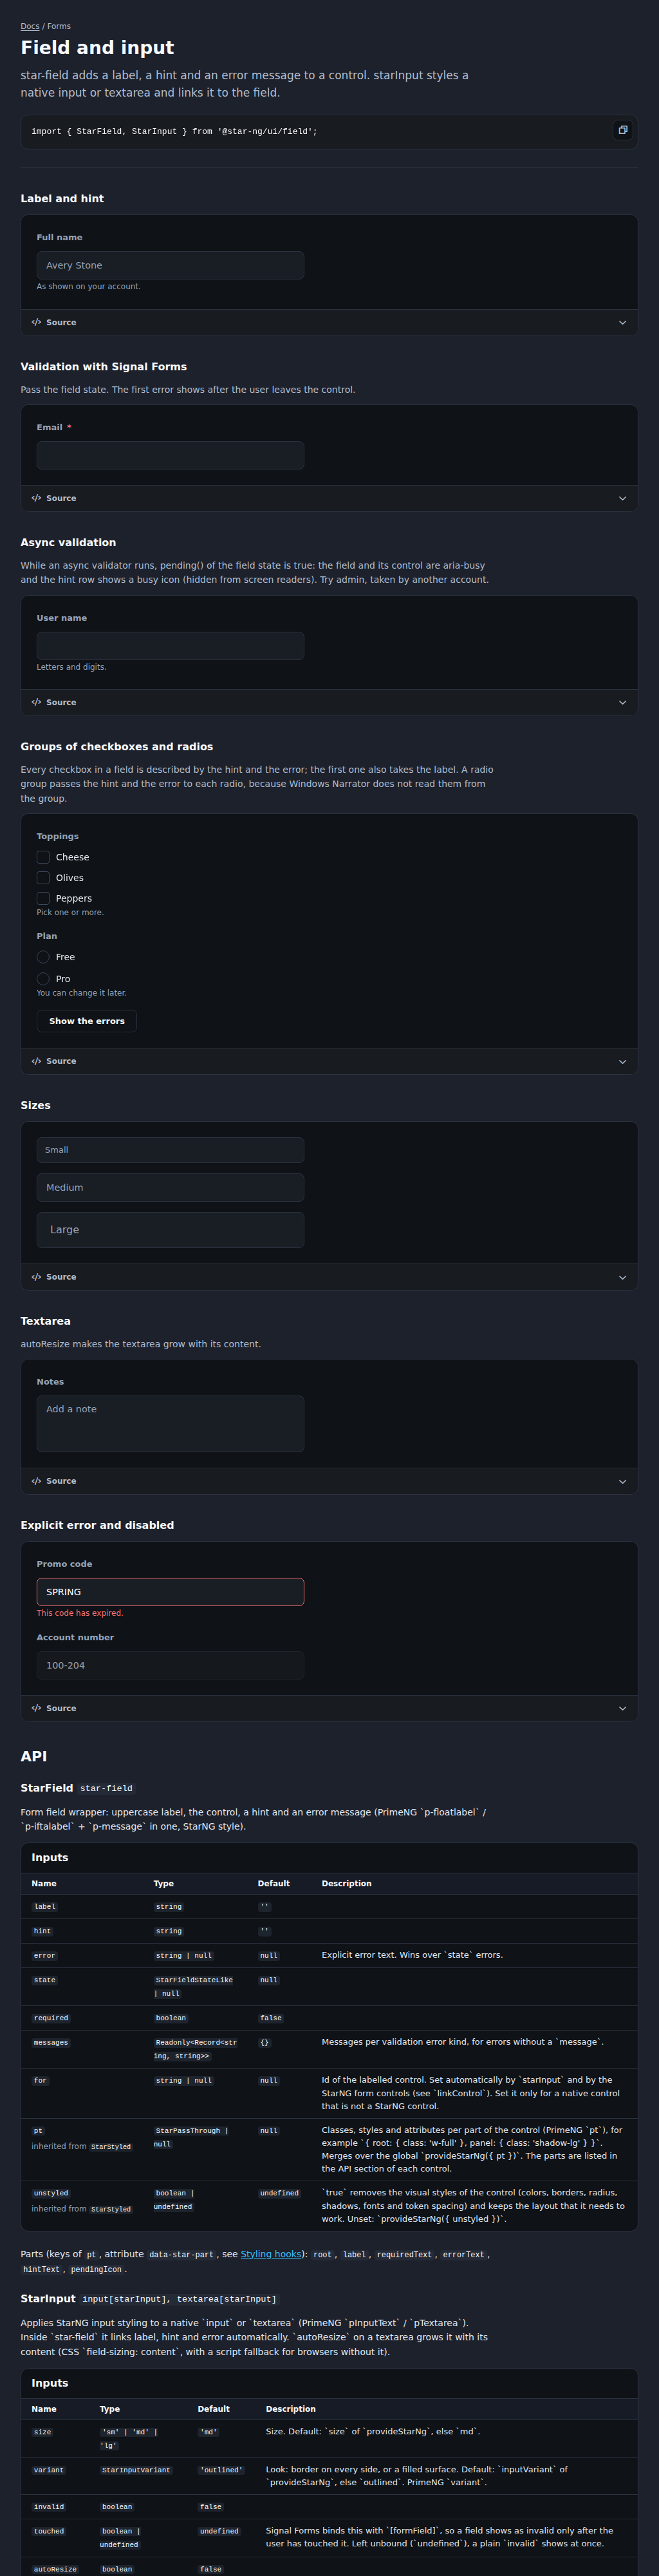 Docs / Forms
Field and input
star-field adds a label, a hint and an error message to a control. starInput styles a
native input or textarea and links it to the field.
import { StarField, StarInput } from '@star-ng/ui/field';
Label and hint
Full name
Avery Stone
As shown on your account.
Source
Validation with Signal Forms
Pass the field state. The first error shows after the user leaves the control.
Email *
Source
Async validation
While an async validator runs, pending() of the field state is true: the field and its control are aria-busy
and the hint row shows a busy icon (hidden from screen readers). Try admin, taken by another account.
User name
Letters and digits.
Source
Groups of checkboxes and radios
Every checkbox in a field is described by the hint and the error; the first one also takes the label. A radio
group passes the hint and the error to each radio, because Windows Narrator does not read them from
the group.
Toppings
Cheese
Olives
Peppers
Pick one or more.
Plan
Free
Pro
You can change it later.
Show the errors
Source
Sizes
Small
Medium
Large
Source
Textarea
autoResize makes the textarea grow with its content.
Notes
Add a note
Source
Explicit error and disabled
Promo code
SPRING
This code has expired.
Account number
100-204
Source
API
StarField star-field
Form field wrapper: uppercase label, the control, a hint and an error message (PrimeNG `p-floatlabel` /
`p-iftalabel` + `p-message` in one, StarNG style).
Inputs
Name Type Default Description
label string ''
hint string ''
error string | null null Explicit error text. Wins over `state` errors.
state StarFieldStateLike null
| null
required boolean false
messages Readonly<Record<str {} Messages per validation error kind, for errors without a `message`.
ing, string>>
for string | null null Id of the labelled control. Set automatically by `starInput` and by the
StarNG form controls (see `linkControl`). Set it only for a native control
that is not a StarNG control.
pt StarPassThrough | null Classes, styles and attributes per part of the control (PrimeNG `pt`), for
inherited from StarStyled null example `{ root: { class: 'w-full' }, panel: { class: 'shadow-lg' } }`.
Merges over the global `provideStarNg({ pt })`. The parts are listed in
the API section of each control.
unstyled boolean | undefined `true` removes the visual styles of the control (colors, borders, radius,
inherited from StarStyled undefined shadows, fonts and token spacing) and keeps the layout that it needs to
work. Unset: `provideStarNg({ unstyled })`.
Parts (keys of pt, attribute data-star-part, see Styling hooks): root, label, requiredText, errorText,
hintText, pendingIcon.
StarInput input[starInput], textarea[starInput]
Applies StarNG input styling to a native `input` or `textarea` (PrimeNG `pInputText` / `pTextarea`).
Inside `star-field` it links label, hint and error automatically. `autoResize` on a textarea grows it with its
content (CSS `field-sizing: content`, with a script fallback for browsers without it).
Inputs
Name Type Default Description
size 'sm' | 'md' | 'md' Size. Default: `size` of `provideStarNg`, else `md`.
'lg'
variant StarInputVariant 'outlined' Look: border on every side, or a filled surface. Default: `inputVariant` of
`provideStarNg`, else `outlined`. PrimeNG `variant`.
invalid boolean false
touched boolean | undefined Signal Forms binds this with `[formField]`, so a field shows as invalid only after the
undefined user has touched it. Left unbound (`undefined`), a plain `invalid` shows at once.
autoResize boolean false